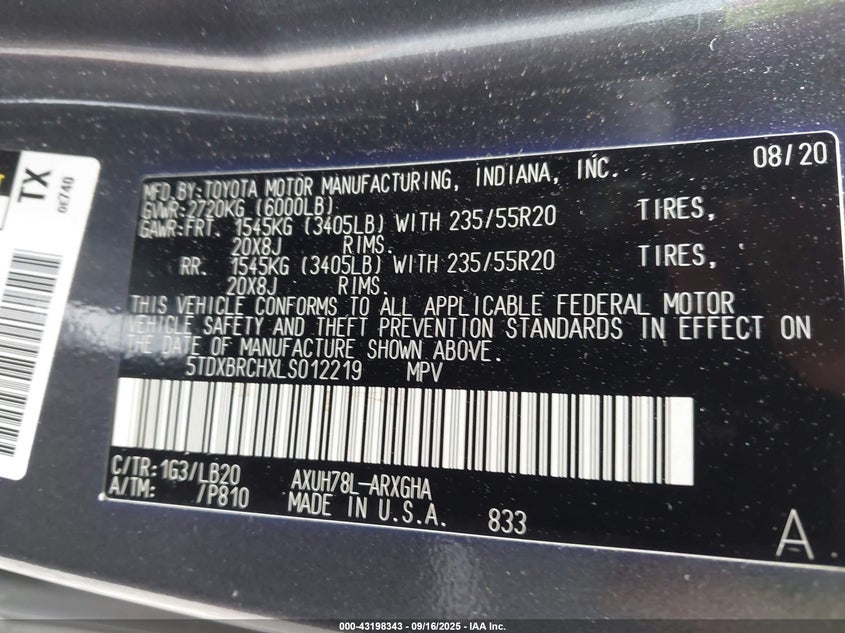 TX
0E740
08/20
MFD.BY:TOYOTA MOTOR MANUFACTURING, INDIANA, INC.
GVWR:2720KG (6000LB)
GAWR:FRT. 1545KG (3405LB) WITH 235/55R20 TIRES,
20X8J RIMS.
RR. 1545KG (3405LB) WITH 235/55R20 TIRES,
20X8J RIMS.
THIS VEHICLE CONFORMS TO ALL APPLICABLE FEDERAL MOTOR
VEHICLE SAFETY AND THEFT PREVENTION STANDARDS IN EFFECT ON
THE DATE OF MANUFACTURE SHOWN ABOVE.
5TDXBRCHXLS012219 MPV
C/TR:1G3/LB20 AXUH78L-ARXGHA
A/TM: /P810 MADE IN U.S.A. 833
A
000-43198343 - 09/16/2025 - IAA Inc.